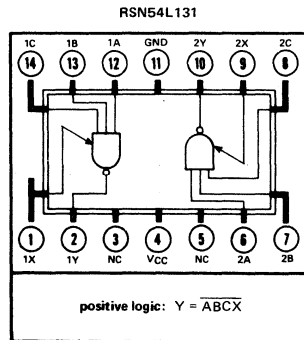 RSN54L131
1C 1B 1A GND 2Y 2X 2C
14 13 12 11 10 9 8
1 2 3 4 5 6 7
1X 1Y NC VCC NC 2A 2B
positive logic: Y = A̅B̅C̅X̅